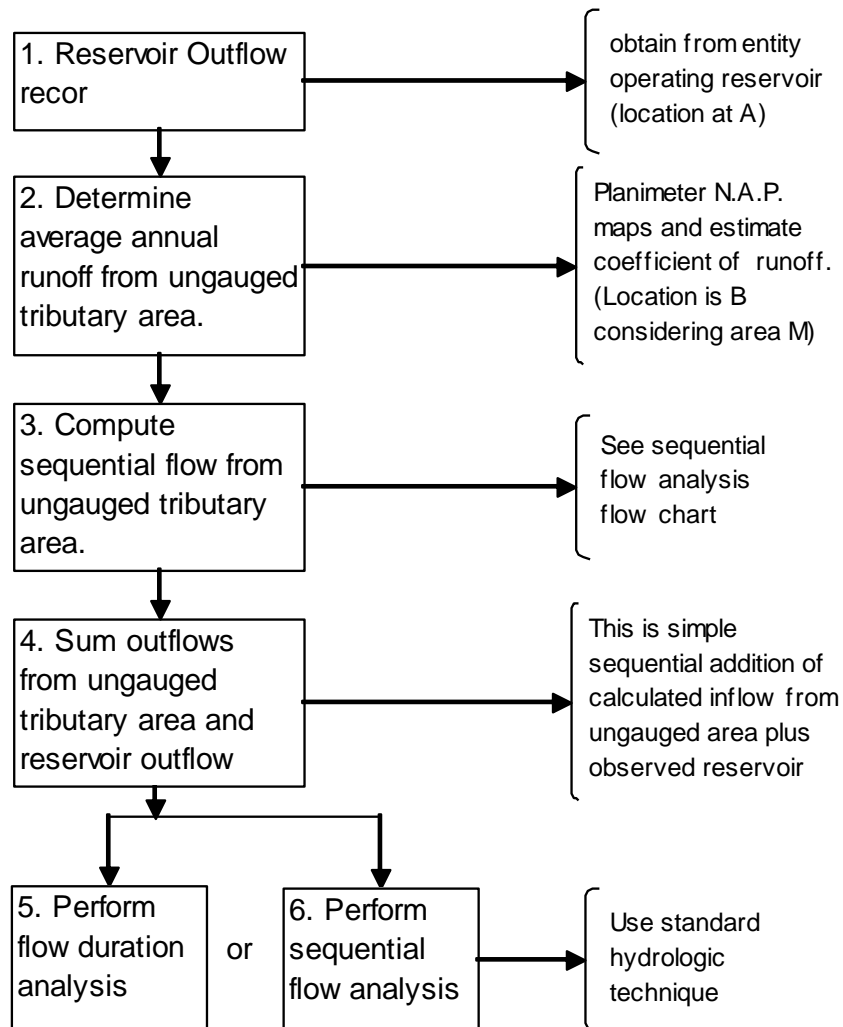 1. Reservoir Outflow
recor
obtain from entity
operating reservoir
(location at A)
2. Determine
average annual
runoff from ungauged
tributary area.
Planimeter N.A.P.
maps and estimate
coefficient of runoff.
(Location is B
considering area M)
3. Compute
sequential flow from
ungauged tributary
area.
See sequential
flow analysis
flow chart
4. Sum outflows
from ungauged
tributary area and
reservoir outflow
This is simple
sequential addition of
calculated inflow from
ungauged area plus
observed reservoir
5. Perform
flow duration
analysis
or
6. Perform
sequential
flow analysis
Use standard
hydrologic
technique